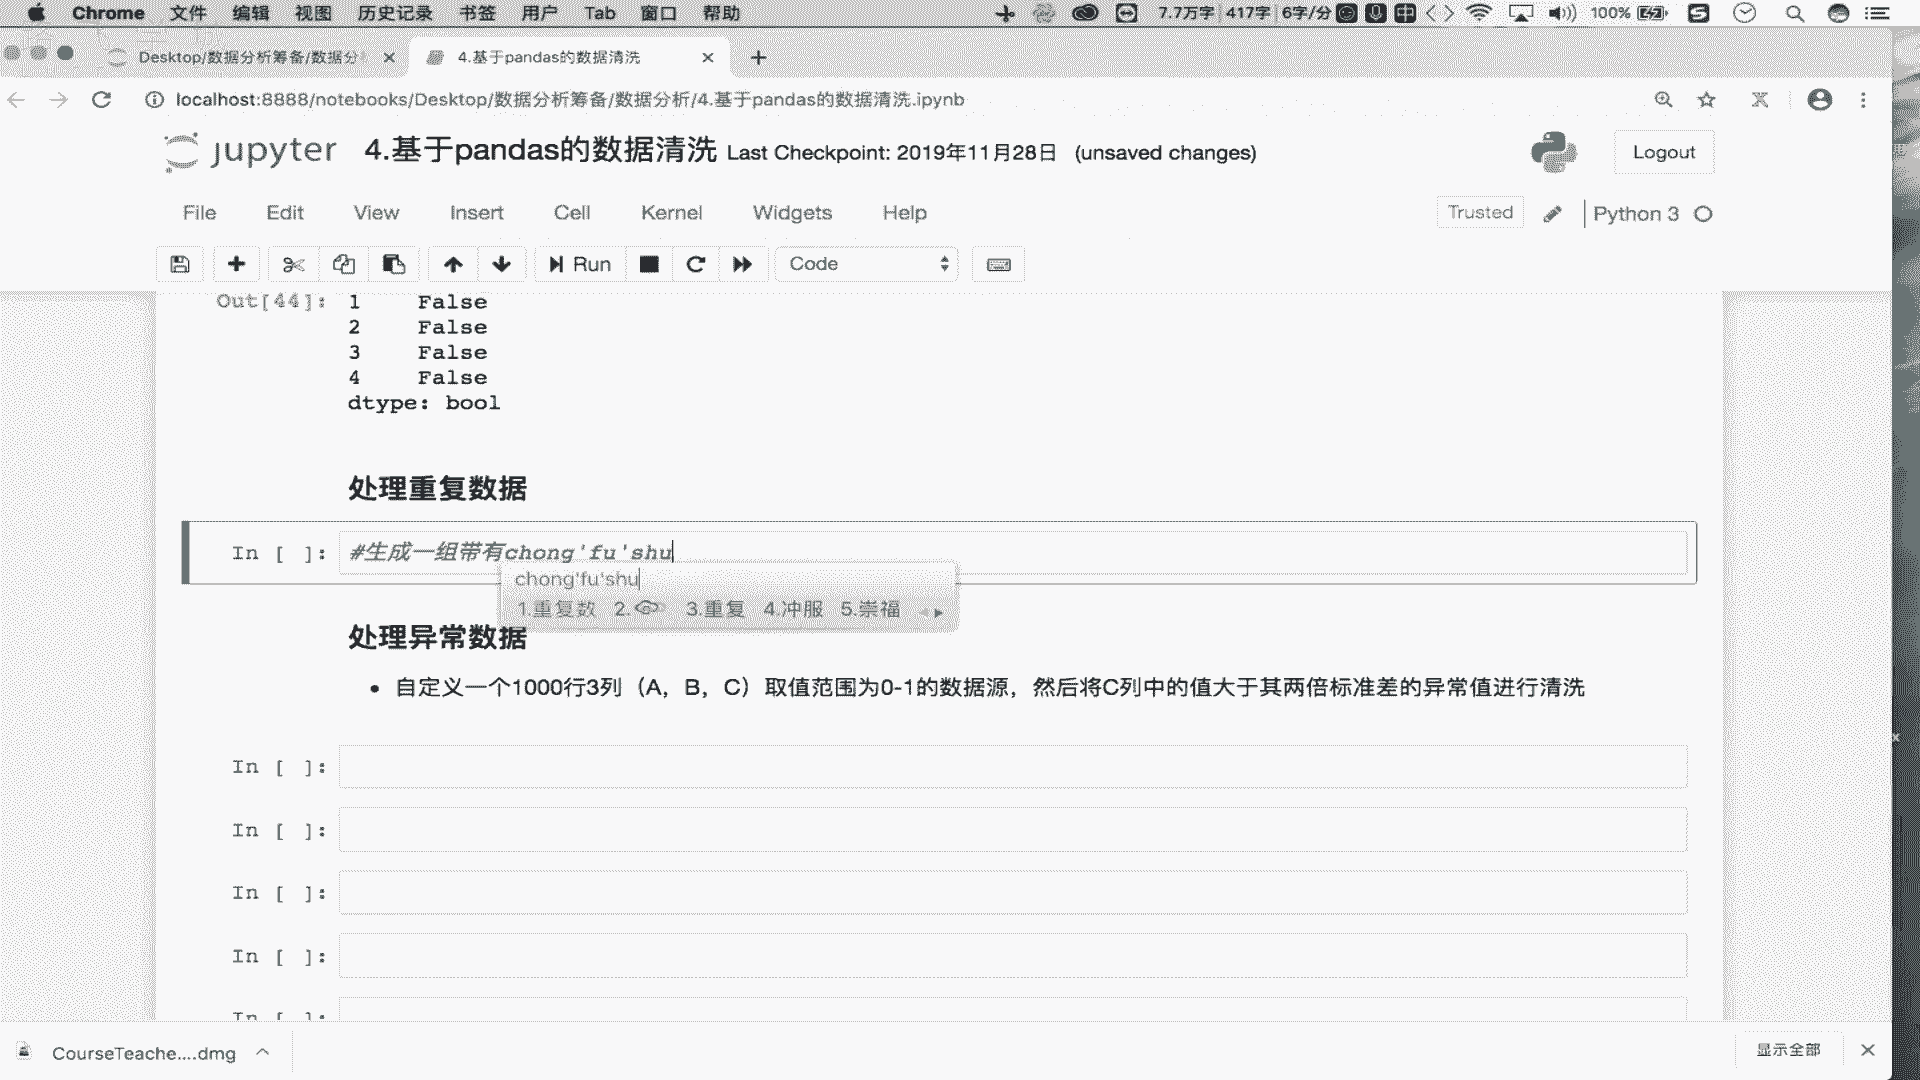 Chrome 文件 编辑 视图 历史记录 书签 用户 Tab 窗口 帮助 7.7万字 417字 6字/分 中 100%
Desktop/数据分析筹备/数据分
4.基于pandas的数据清洗
localhost:8888/notebooks/Desktop/数据分析筹备/数据分析/4.基于pandas的数据清洗.ipynb
jupyter 4.基于pandas的数据清洗 Last Checkpoint: 2019年11月28日 (unsaved changes)
Logout
File Edit View Insert Cell Kernel Widgets Help
Trusted
Python 3
Run
Code
Out[44]: 1 False
2 False
3 False
4 False
dtype: bool
处理重复数据
In [ ]: #生成一组带有chong'fu'shu
chong'fu'shu
1.重复数 2. 3.重复 4.冲服 5.崇福
处理异常数据
• 自定义一个1000行3列（A，B，C）取值范围为0-1的数据源，然后将C列中的值大于其两倍标准差的异常值进行清洗
In [ ]:
In [ ]:
In [ ]:
In [ ]:
In [ ]:
CourseTeache....dmg
显示全部